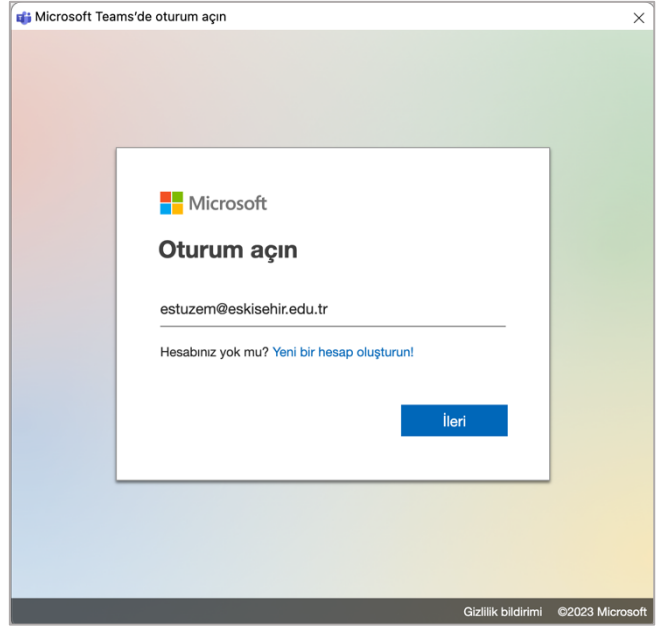 Microsoft Teams'de oturum açın
Microsoft
Oturum açın
estuzem@eskisehir.edu.tr
Hesabınız yok mu? Yeni bir hesap oluşturun!
İleri
Gizlilik bildirimi ©2023 Microsoft